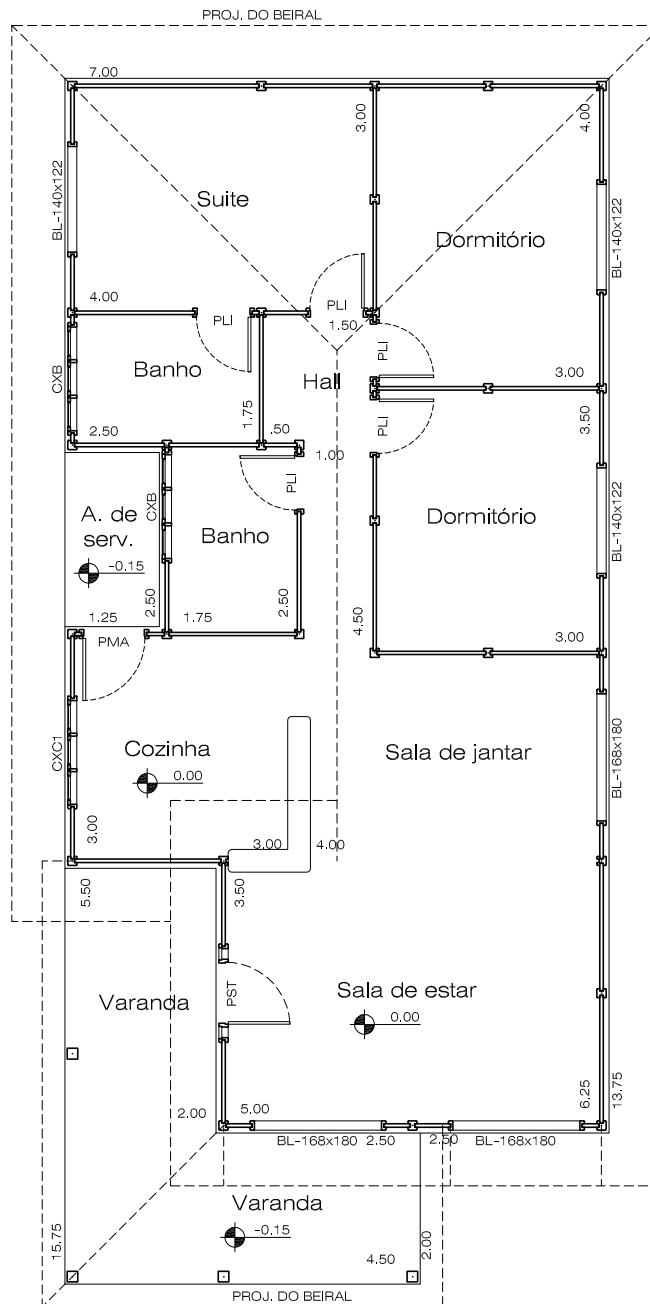 PROJ. DO BEIRAL
7.00
3.00
4.00
BL-140x122
Suite
Dormitório
BL-140x122
4.00
PLI
PLI
1.50
PLI
Banho
Hall
CXB
1.75
3.00
2.50
.50
PLI
3.50
1.00
PLI
CXB
A. de
serv.
Banho
Dormitório
BL-140x122
-0.15
2.50
2.50
1.25
1.75
4.50
PMA
3.00
Cozinha
Sala de jantar
CXC1
0.00
BL-168x180
3.00
3.00
4.00
5.50
3.50
Varanda
PST
Sala de estar
0.00
2.00
5.00
6.25
13.75
BL-168x180
2.50
2.50
BL-168x180
Varanda
-0.15
15.75
4.50
2.00
PROJ. DO BEIRAL